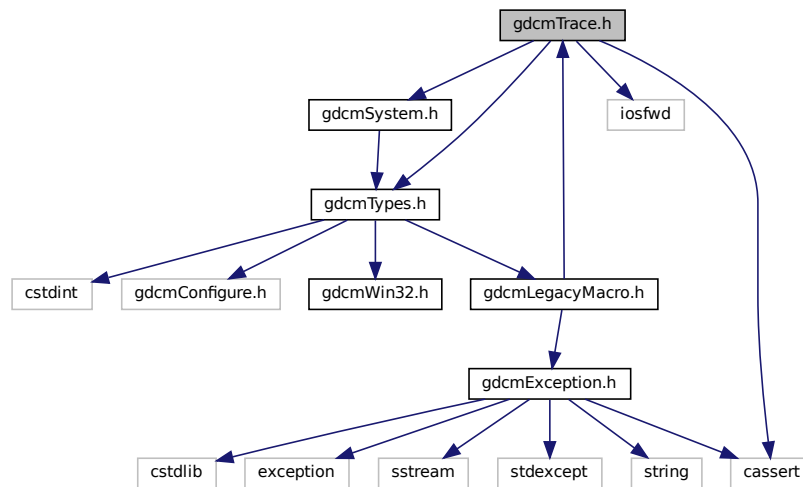 gdcmTrace.h
gdcmSystem.h
iosfwd
gdcmTypes.h
cstdint
gdcmConfigure.h
gdcmWin32.h
gdcmLegacyMacro.h
gdcmException.h
cstdlib
exception
sstream
stdexcept
string
cassert